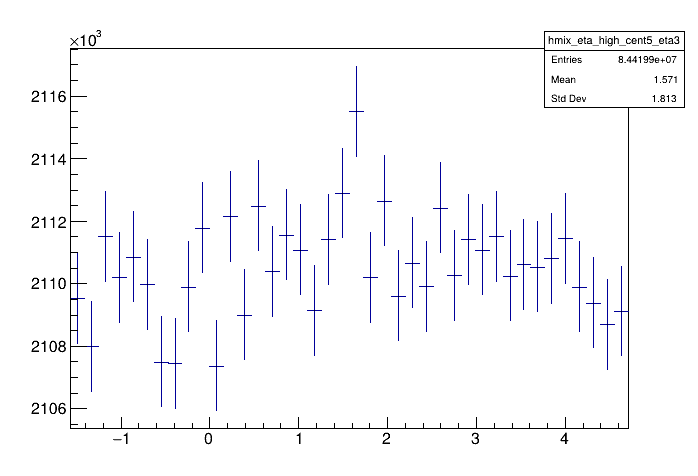 ×10³
hmix_eta_high_cent5_eta3
Entries 8.44199e+07
Mean 1.571
Std Dev 1.813
2116
2114
2112
2110
2108
2106
−1 0 1 2 3 4